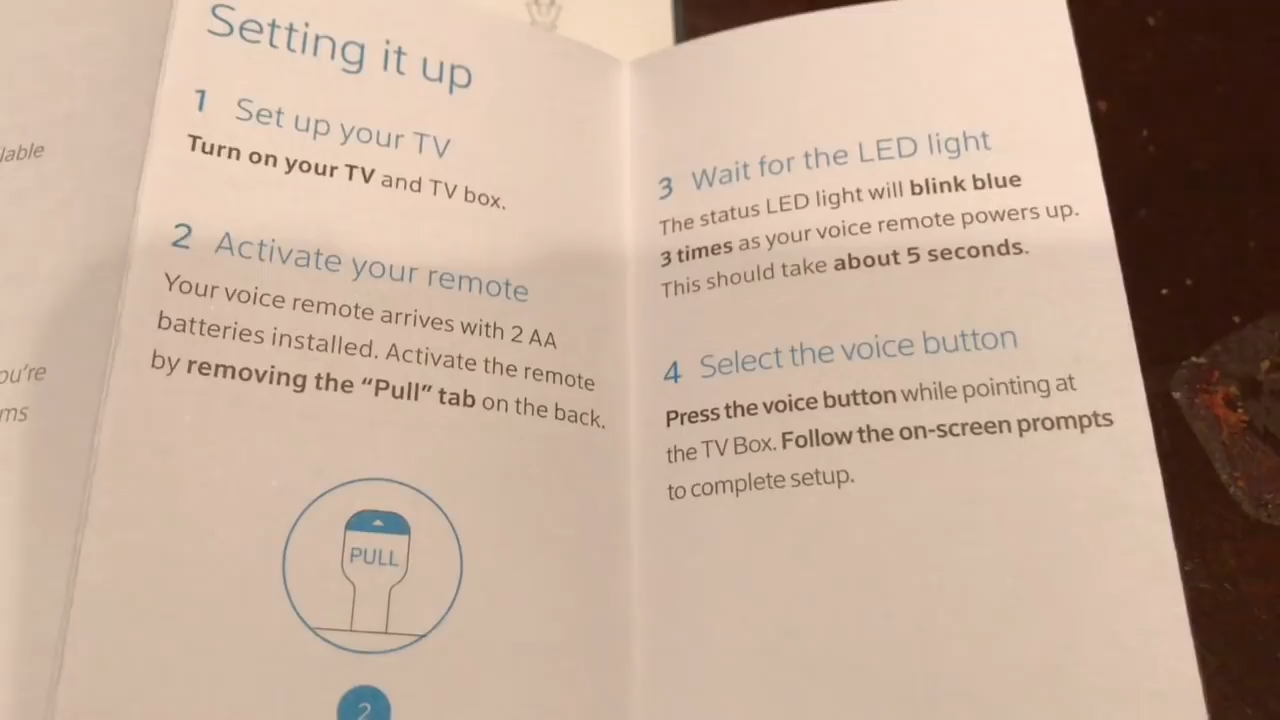 lable
ou're
ms
Setting it up
1 Set up your TV
Turn on your TV and TV box.
2 Activate your remote
Your voice remote arrives with 2 AA
batteries installed. Activate the remote
by removing the “Pull” tab on the back.
PULL
2
3 Wait for the LED light
The status LED light will blink blue
3 times as your voice remote powers up.
This should take about 5 seconds.
4 Select the voice button
Press the voice button while pointing at
the TV Box. Follow the on-screen prompts
to complete setup.